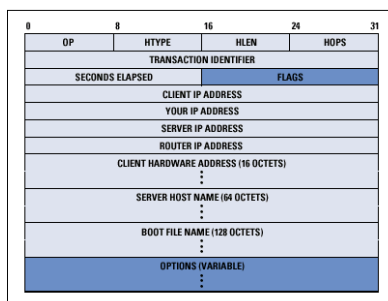 0 8 16 24 31
OP HTYPE HLEN HOPS
TRANSACTION IDENTIFIER
SECONDS ELAPSED FLAGS
CLIENT IP ADDRESS
YOUR IP ADDRESS
SERVER IP ADDRESS
ROUTER IP ADDRESS
CLIENT HARDWARE ADDRESS (16 OCTETS)
SERVER HOST NAME (64 OCTETS)
BOOT FILE NAME (128 OCTETS)
OPTIONS (VARIABLE)